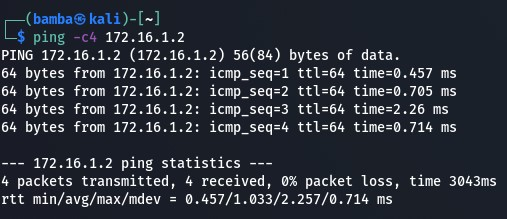 ┌──(bamba㉿kali)-[~]
└─$ ping -c4 172.16.1.2
PING 172.16.1.2 (172.16.1.2) 56(84) bytes of data.
64 bytes from 172.16.1.2: icmp_seq=1 ttl=64 time=0.457 ms
64 bytes from 172.16.1.2: icmp_seq=2 ttl=64 time=0.705 ms
64 bytes from 172.16.1.2: icmp_seq=3 ttl=64 time=2.26 ms
64 bytes from 172.16.1.2: icmp_seq=4 ttl=64 time=0.714 ms

--- 172.16.1.2 ping statistics ---
4 packets transmitted, 4 received, 0% packet loss, time 3043ms
rtt min/avg/max/mdev = 0.457/1.033/2.257/0.714 ms